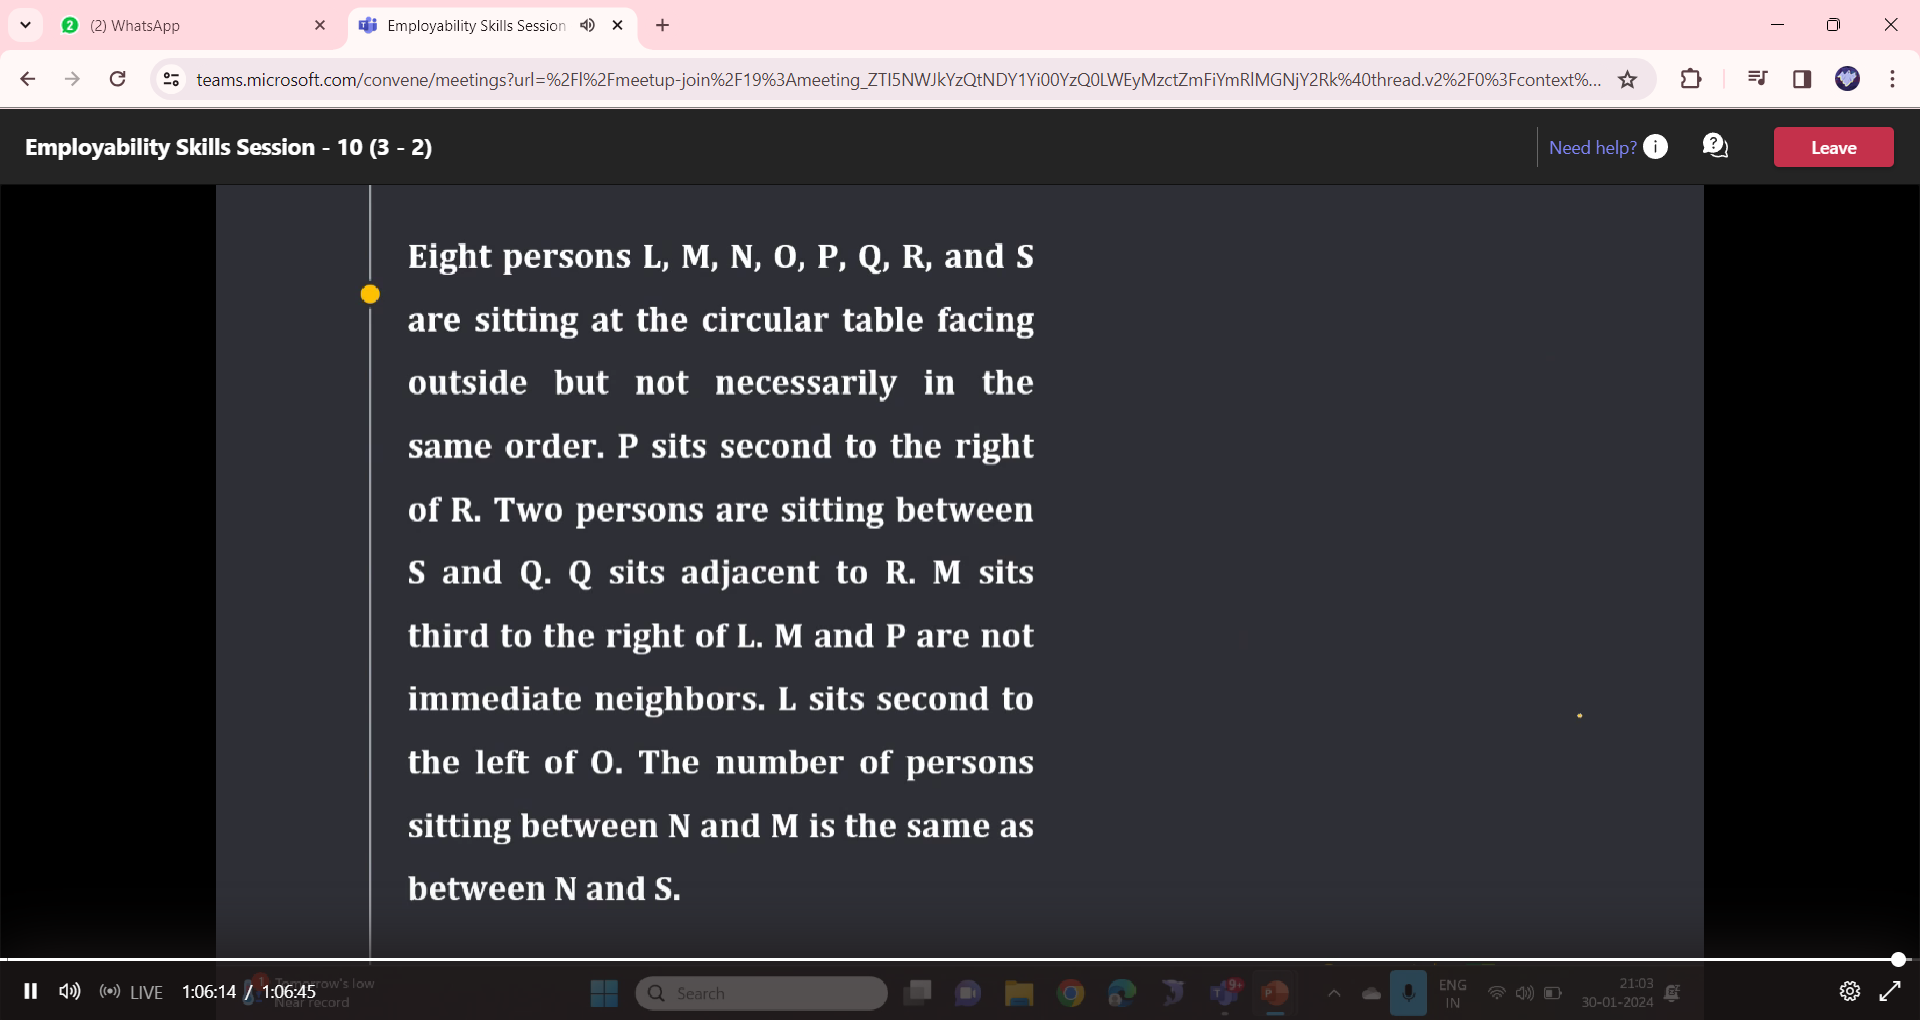 (2) WhatsApp
Employability Skills Session
teams.microsoft.com/convene/meetings?url=%2Fl%2Fmeetup-join%2F19%3Ameeting_ZTI5NWJkYzQtNDY1Yi00YzQ0LWEyMzctZmFiYmRlMGNjY2Rk%40thread.v2%2F0%3Fcontext%...
Employability Skills Session - 10 (3 - 2)
Need help?
Leave
Eight persons L, M, N, O, P, Q, R, and S
are sitting at the circular table facing
outside but not necessarily in the
same order. P sits second to the right
of R. Two persons are sitting between
S and Q. Q sits adjacent to R. M sits
third to the right of L. M and P are not
immediate neighbors. L sits second to
the left of O. The number of persons
sitting between N and M is the same as
between N and S.
LIVE 1:06:14 / 1:06:45
Tomorrow's low
Near record
Search
9+
ENG
IN
21:03
30-01-2024